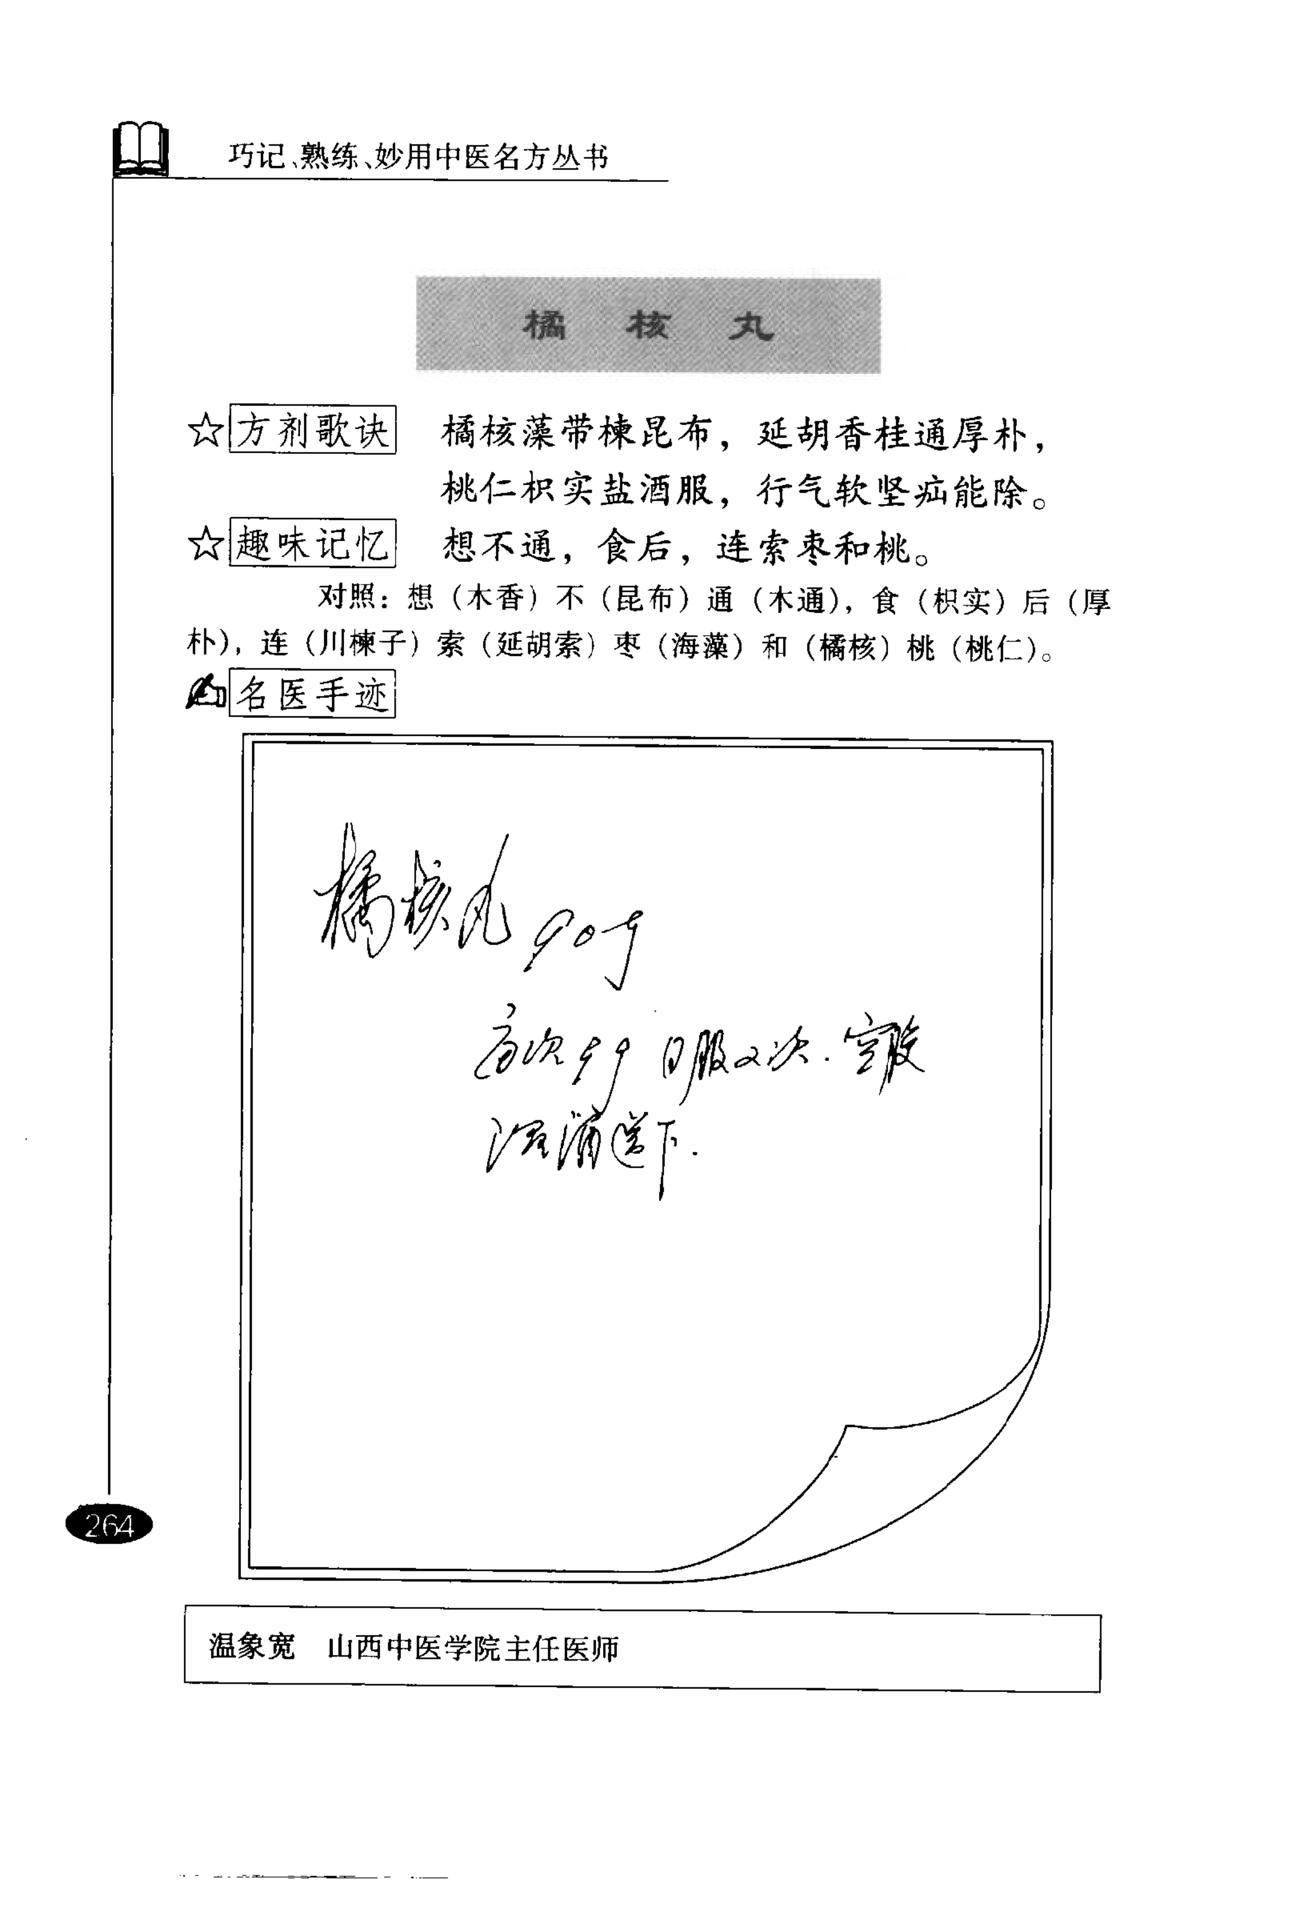 巧记、熟练、妙用中医名方丛书
橘核丸
☆方剂歌诀 橘核藻带楝昆布，延胡香桂通厚朴，
桃仁枳实盐酒服，行气软坚疝能除。
☆趣味记忆 想不通，食后，连索枣和桃。
对照：想（木香）不（昆布）通（木通），食（枳实）后（厚
朴），连（川楝子）索（延胡索）枣（海藻）和（橘核）桃（桃仁）。
名医手迹
橘核丸 90
次 9g 日服2次．空腹
温酒送下．
264
温象宽 山西中医学院主任医师